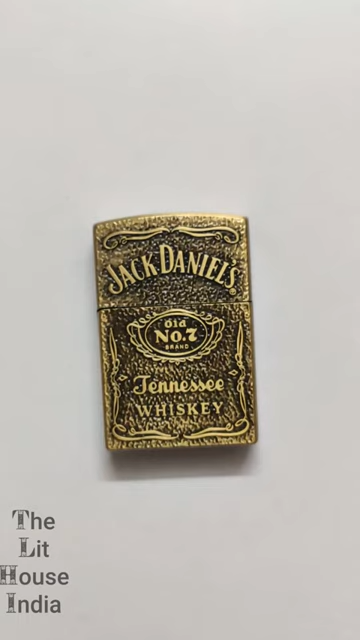 JACK DANIEL'S®
Old
No.7
BRAND
Tennessee
WHISKEY
The
Lit
House
India